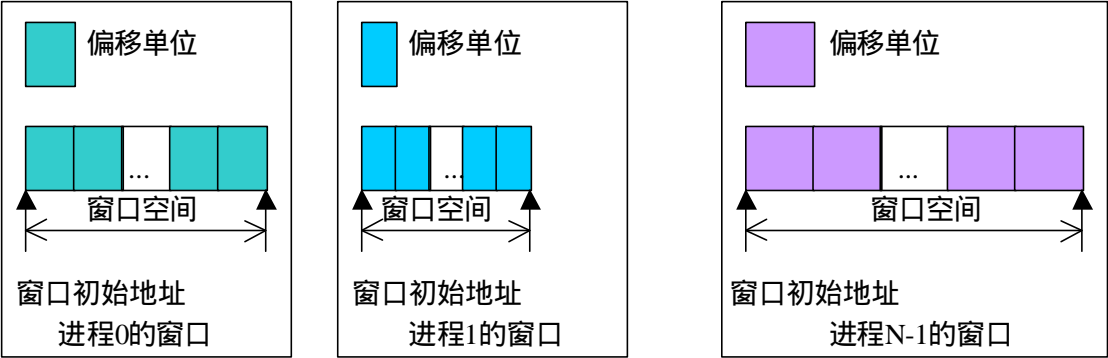 偏移单位
...
窗口空间
窗口初始地址
进程0的窗口
偏移单位
...
窗口空间
窗口初始地址
进程1的窗口
偏移单位
...
窗口空间
窗口初始地址
进程N-1的窗口